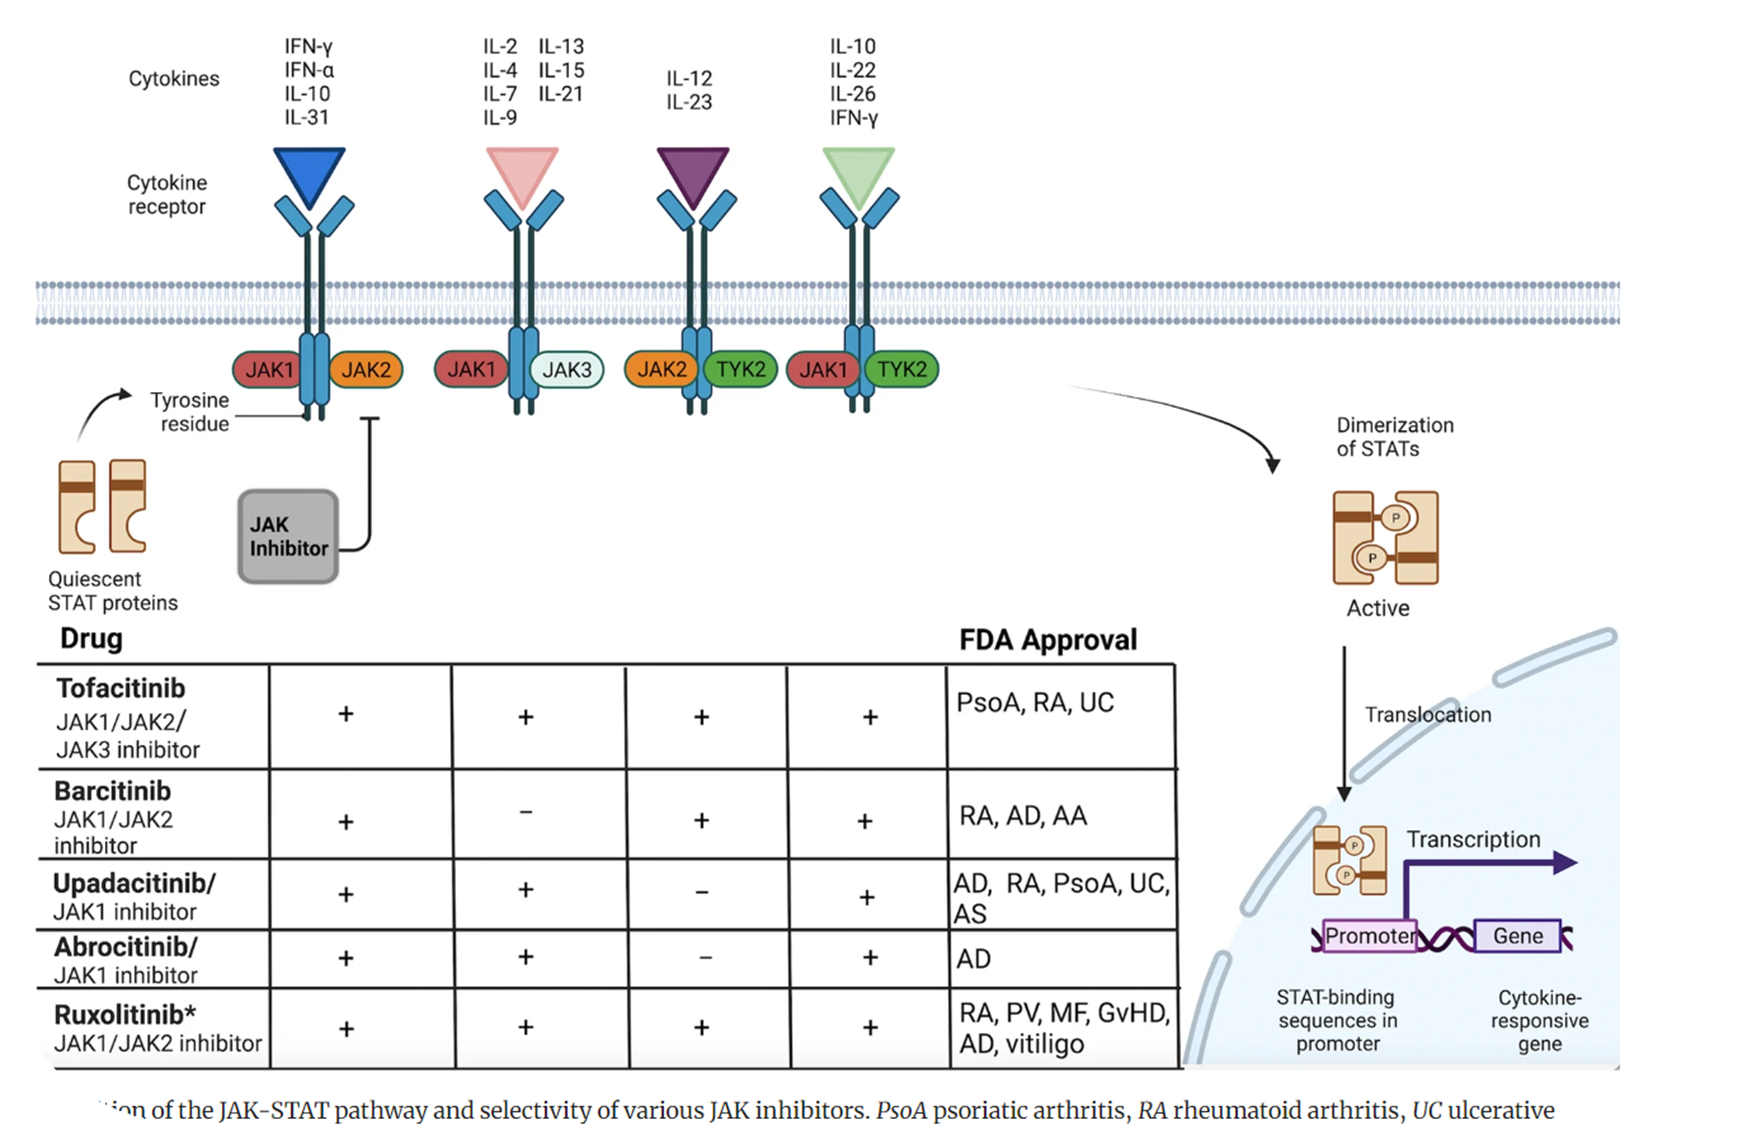 Cytokines
IFN-γ
IFN-α
IL-10
IL-31
IL-2 IL-13
IL-4 IL-15
IL-7 IL-21
IL-9
IL-12
IL-23
IL-10
IL-22
IL-26
IFN-γ
Cytokine
receptor
JAK1 JAK2
JAK1 JAK3
JAK2 TYK2
JAK1 TYK2
Tyrosine
residue
JAK
Inhibitor
Quiescent
STAT proteins
Dimerization
of STATs
P
P
Active
Translocation
P
P
Transcription
Promoter
Gene
STAT-binding
sequences in
promoter
Cytokine-
responsive
gene
Drug FDA Approval
Tofacitinib
JAK1/JAK2/
JAK3 inhibitor
+ + + +
PsoA, RA, UC
Barcitinib
JAK1/JAK2
inhibitor
+ – + +
RA, AD, AA
Upadacitinib/
JAK1 inhibitor
+ + – +
AD, RA, PsoA, UC,
AS
Abrocitinib/
JAK1 inhibitor
+ + – +
AD
Ruxolitinib*
JAK1/JAK2 inhibitor
+ + + +
RA, PV, MF, GvHD,
AD, vitiligo
of the JAK-STAT pathway and selectivity of various JAK inhibitors. PsoA psoriatic arthritis, RA rheumatoid arthritis, UC ulcerative